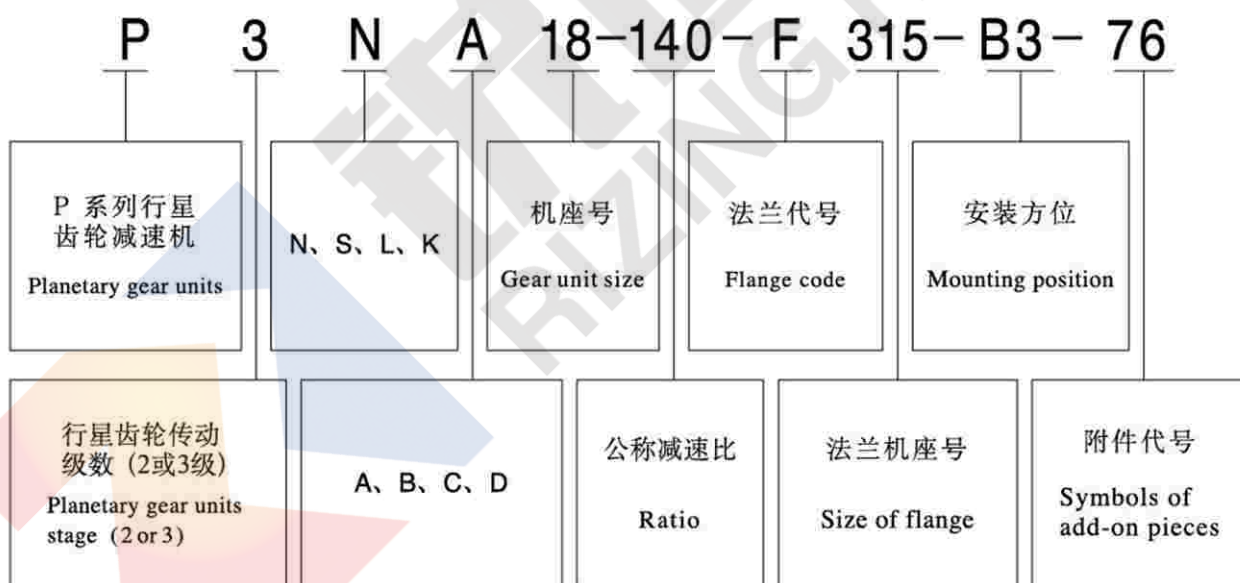 P 3 N A 18-140-F 315-B3-76
P 系列行星
齿轮减速机
Planetary gear units
N、S、L、K
机座号
Gear unit size
法兰代号
Flange code
安装方位
Mounting position
行星齿轮传动
级数 (2或3级)
Planetary gear units
stage (2 or 3)
A、B、C、D
公称减速比
Ratio
法兰机座号
Size of flange
附件代号
Symbols of
add-on pieces
RIZING